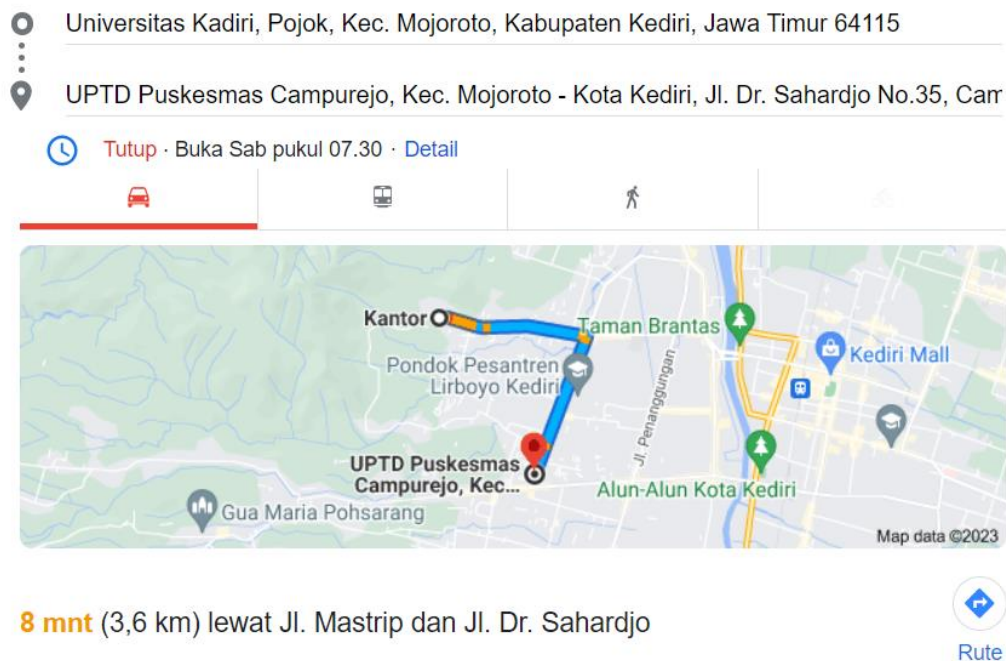 Universitas Kadiri, Pojok, Kec. Mojoroto, Kabupaten Kediri, Jawa Timur 64115
UPTD Puskesmas Campurejo, Kec. Mojoroto - Kota Kediri, Jl. Dr. Sahardjo No.35, Cam
Tutup · Buka Sab pukul 07.30 · Detail
Kantor
Taman Brantas
Kediri Mall
Pondok Pesantren
Lirboyo Kediri
Jl. Penanggungan
UPTD Puskesmas
Campurejo, Kec...
Alun-Alun Kota Kediri
Gua Maria Pohsarang
Map data ©2023
8 mnt (3,6 km) lewat Jl. Mastrip dan Jl. Dr. Sahardjo
Rute